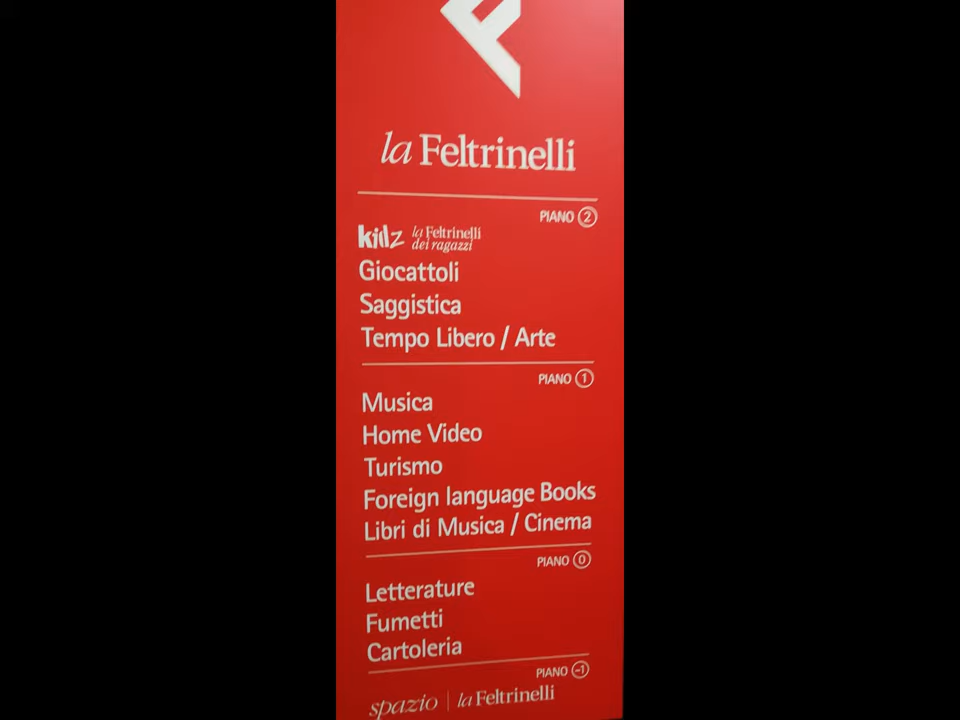 la Feltrinelli
PIANO 2
kidz la Feltrinelli
dei ragazzi
Giocattoli
Saggistica
Tempo Libero / Arte
PIANO 1
Musica
Home Video
Turismo
Foreign language Books
Libri di Musica / Cinema
PIANO 0
Letterature
Fumetti
Cartoleria
PIANO -1
spazio | la Feltrinelli